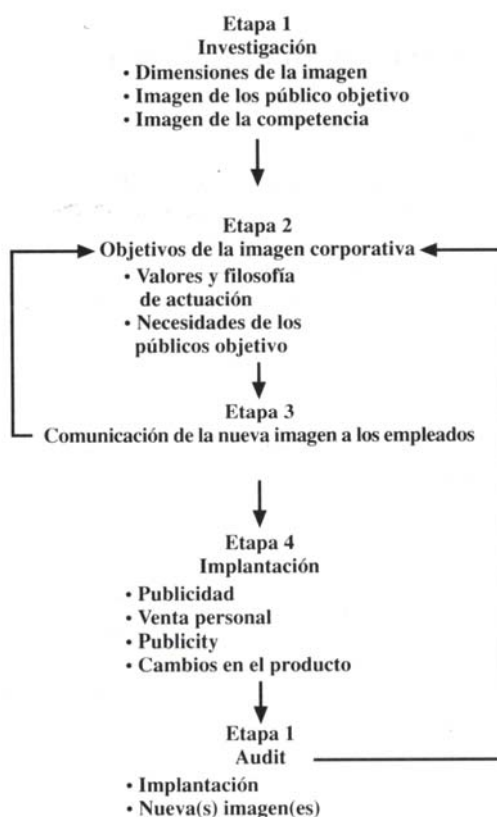 Etapa 1
Investigación
• Dimensiones de la imagen
• Imagen de los público objetivo
• Imagen de la competencia
Etapa 2
Objetivos de la imagen corporativa
• Valores y filosofía
de actuación
• Necesidades de los
públicos objetivo
Etapa 3
Comunicación de la nueva imagen a los empleados
Etapa 4
Implantación
• Publicidad
• Venta personal
• Publicity
• Cambios en el producto
Etapa 1
Audit
• Implantación
• Nueva(s) imagen(es)